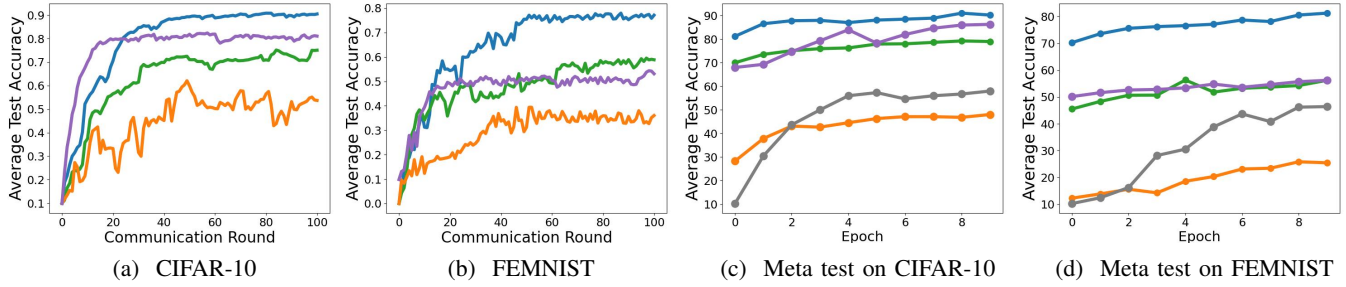 Average Test Accuracy
0.9
0.8
0.7
0.6
0.5
0.4
0.3
0.2
0.1
0 20 40 60 80 100
Communication Round
(a) CIFAR-10
Average Test Accuracy
0.8
0.7
0.6
0.5
0.4
0.3
0.2
0.1
0.0
0 20 40 60 80 100
Communication Round
(b) FEMNIST
Average Test Accuracy
90
80
70
60
50
40
30
20
10
0 2 4 6 8
Epoch
(c) Meta test on CIFAR-10
Average Test Accuracy
80
70
60
50
40
30
20
10
0 2 4 6 8
Epoch
(d) Meta test on FEMNIST